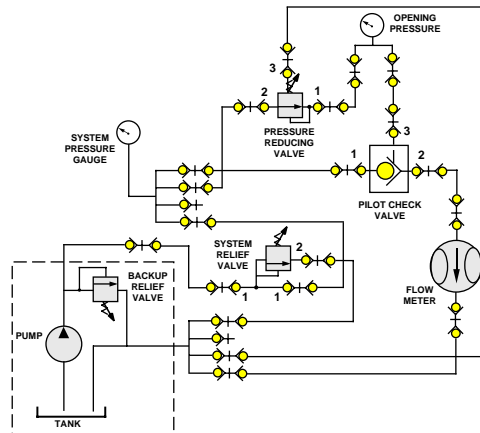 OPENING
PRESSURE
3
2
1
PRESSURE
REDUCING
VALVE
SYSTEM
PRESSURE
GAUGE
3
1
2
PILOT CHECK
VALVE
SYSTEM
RELIEF
VALVE
2
1
1
FLOW
METER
BACKUP
RELIEF
VALVE
PUMP
TANK